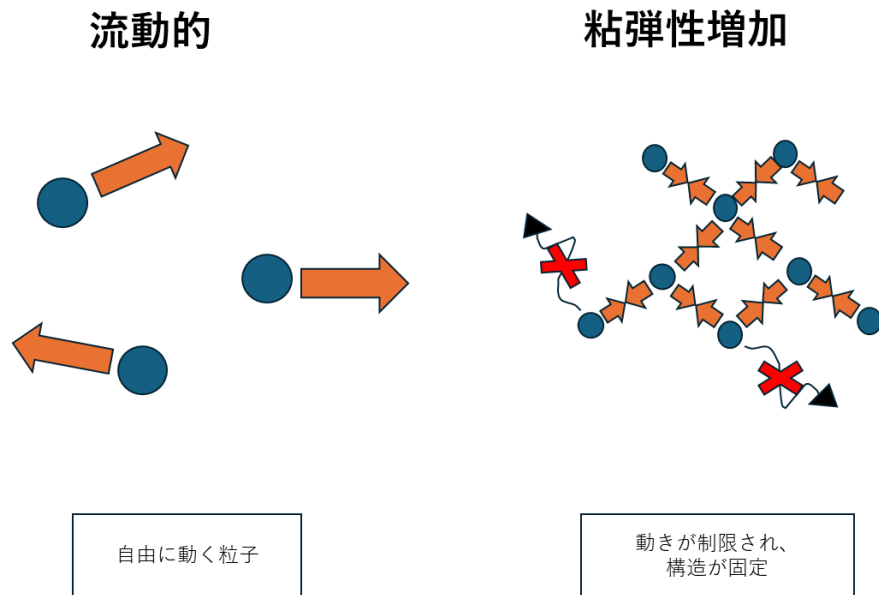 流動的
粘弾性増加
自由に動く粒子
動きが制限され、
構造が固定